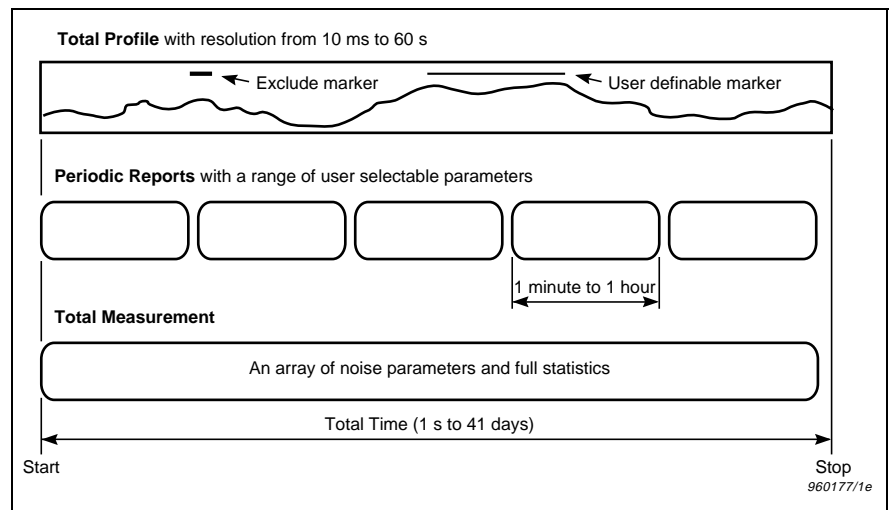 Total Profile with resolution from 10 ms to 60 s
Exclude marker
User definable marker
Periodic Reports with a range of user selectable parameters
1 minute to 1 hour
Total Measurement
An array of noise parameters and full statistics
Total Time (1 s to 41 days)
Start
Stop
960177/1e